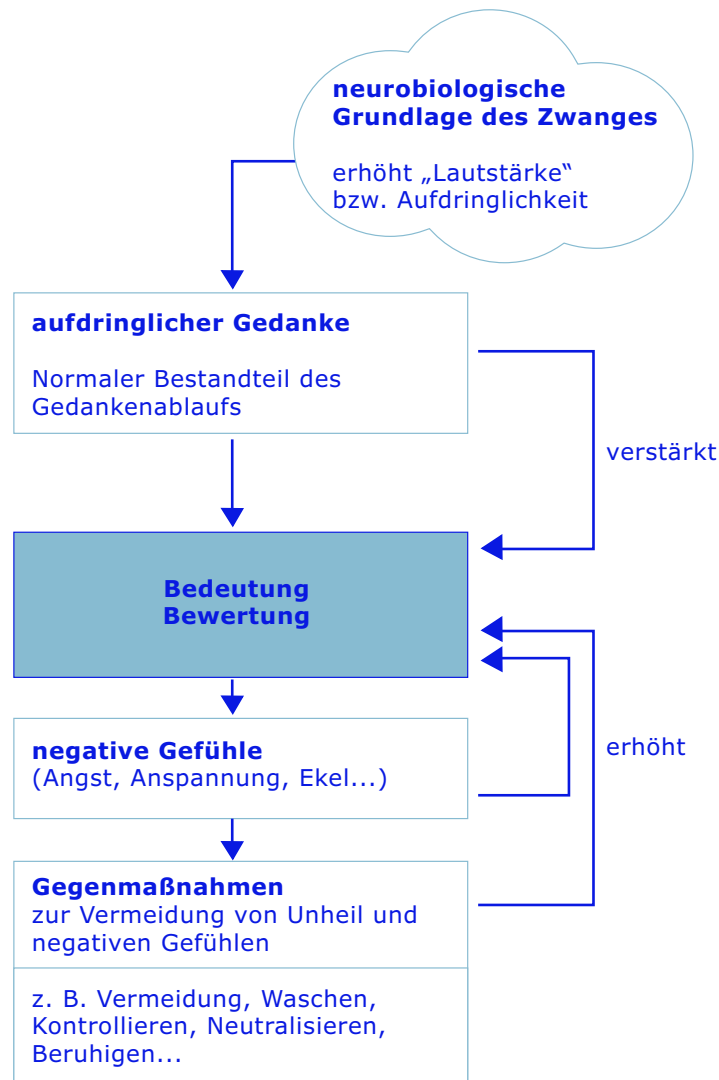 neurobiologische
Grundlage des Zwanges
erhöht „Lautstärke“
bzw. Aufdringlichkeit
aufdringlicher Gedanke
Normaler Bestandteil des
Gedankenablaufs
verstärkt
Bedeutung
Bewertung
negative Gefühle
(Angst, Anspannung, Ekel...)
erhöht
Gegenmaßnahmen
zur Vermeidung von Unheil und
negativen Gefühlen
z. B. Vermeidung, Waschen,
Kontrollieren, Neutralisieren,
Beruhigen...